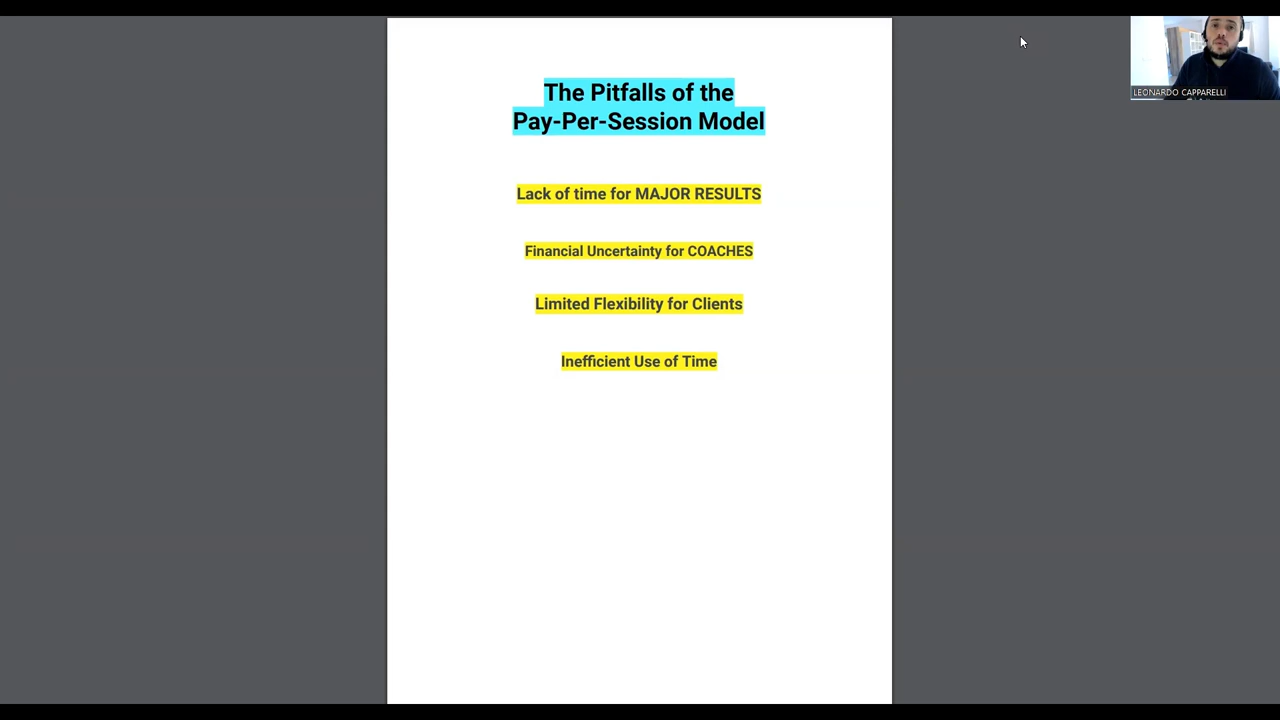 The Pitfalls of the
Pay-Per-Session Model
Lack of time for MAJOR RESULTS
Financial Uncertainty for COACHES
Limited Flexibility for Clients
Inefficient Use of Time
LEONARDO CAPPARELLI